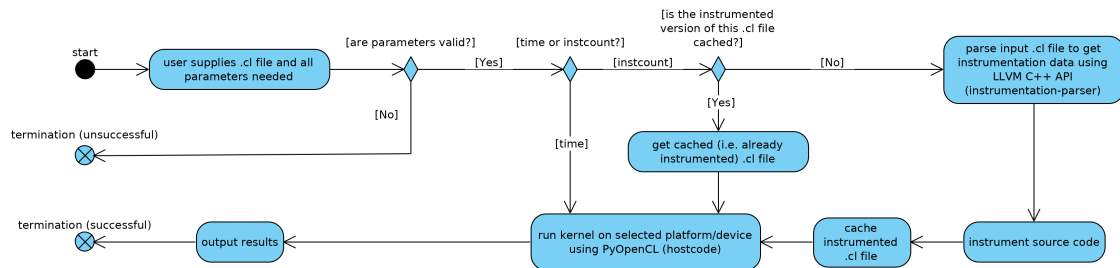 [is the instrumented
version of this .cl file
cached?]
[are parameters valid?]
[time or instcount?]
start
user supplies .cl file and all
parameters needed
[Yes]
[instcount]
[No]
parse input .cl file to get
instrumentation data using
LLVM C++ API
(instrumentation-parser)
[No]
[Yes]
termination (unsuccessful)
[time]
get cached (i.e. already
instrumented) .cl file
termination (successful)
output results
run kernel on selected platform/device
using PyOpenCL (hostcode)
cache
instrumented
.cl file
instrument source code